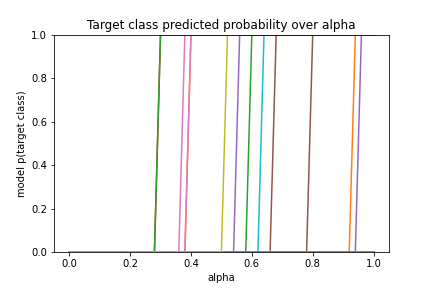 Target class predicted probability over alpha
1.0
0.8
0.6
0.4
0.2
0.0
model p(target class)
0.0 0.2 0.4 0.6 0.8 1.0
alpha